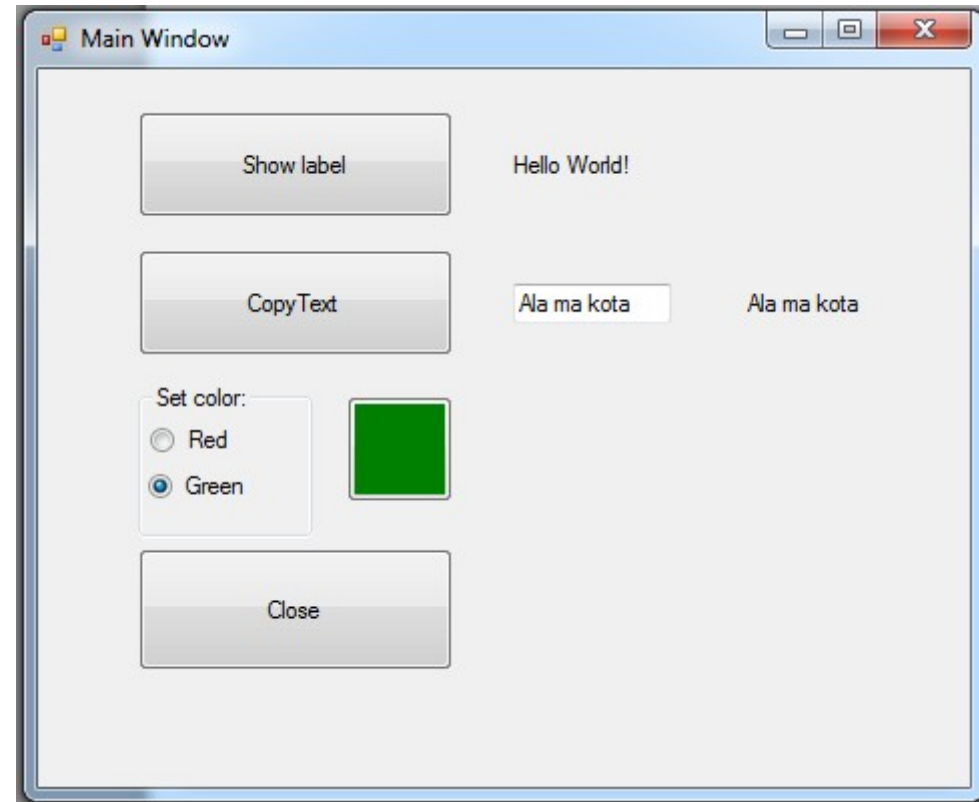 Main Window
Show label
Hello World!
CopyText
Ala ma kota
Ala ma kota
Set color:
Red
Green
Close